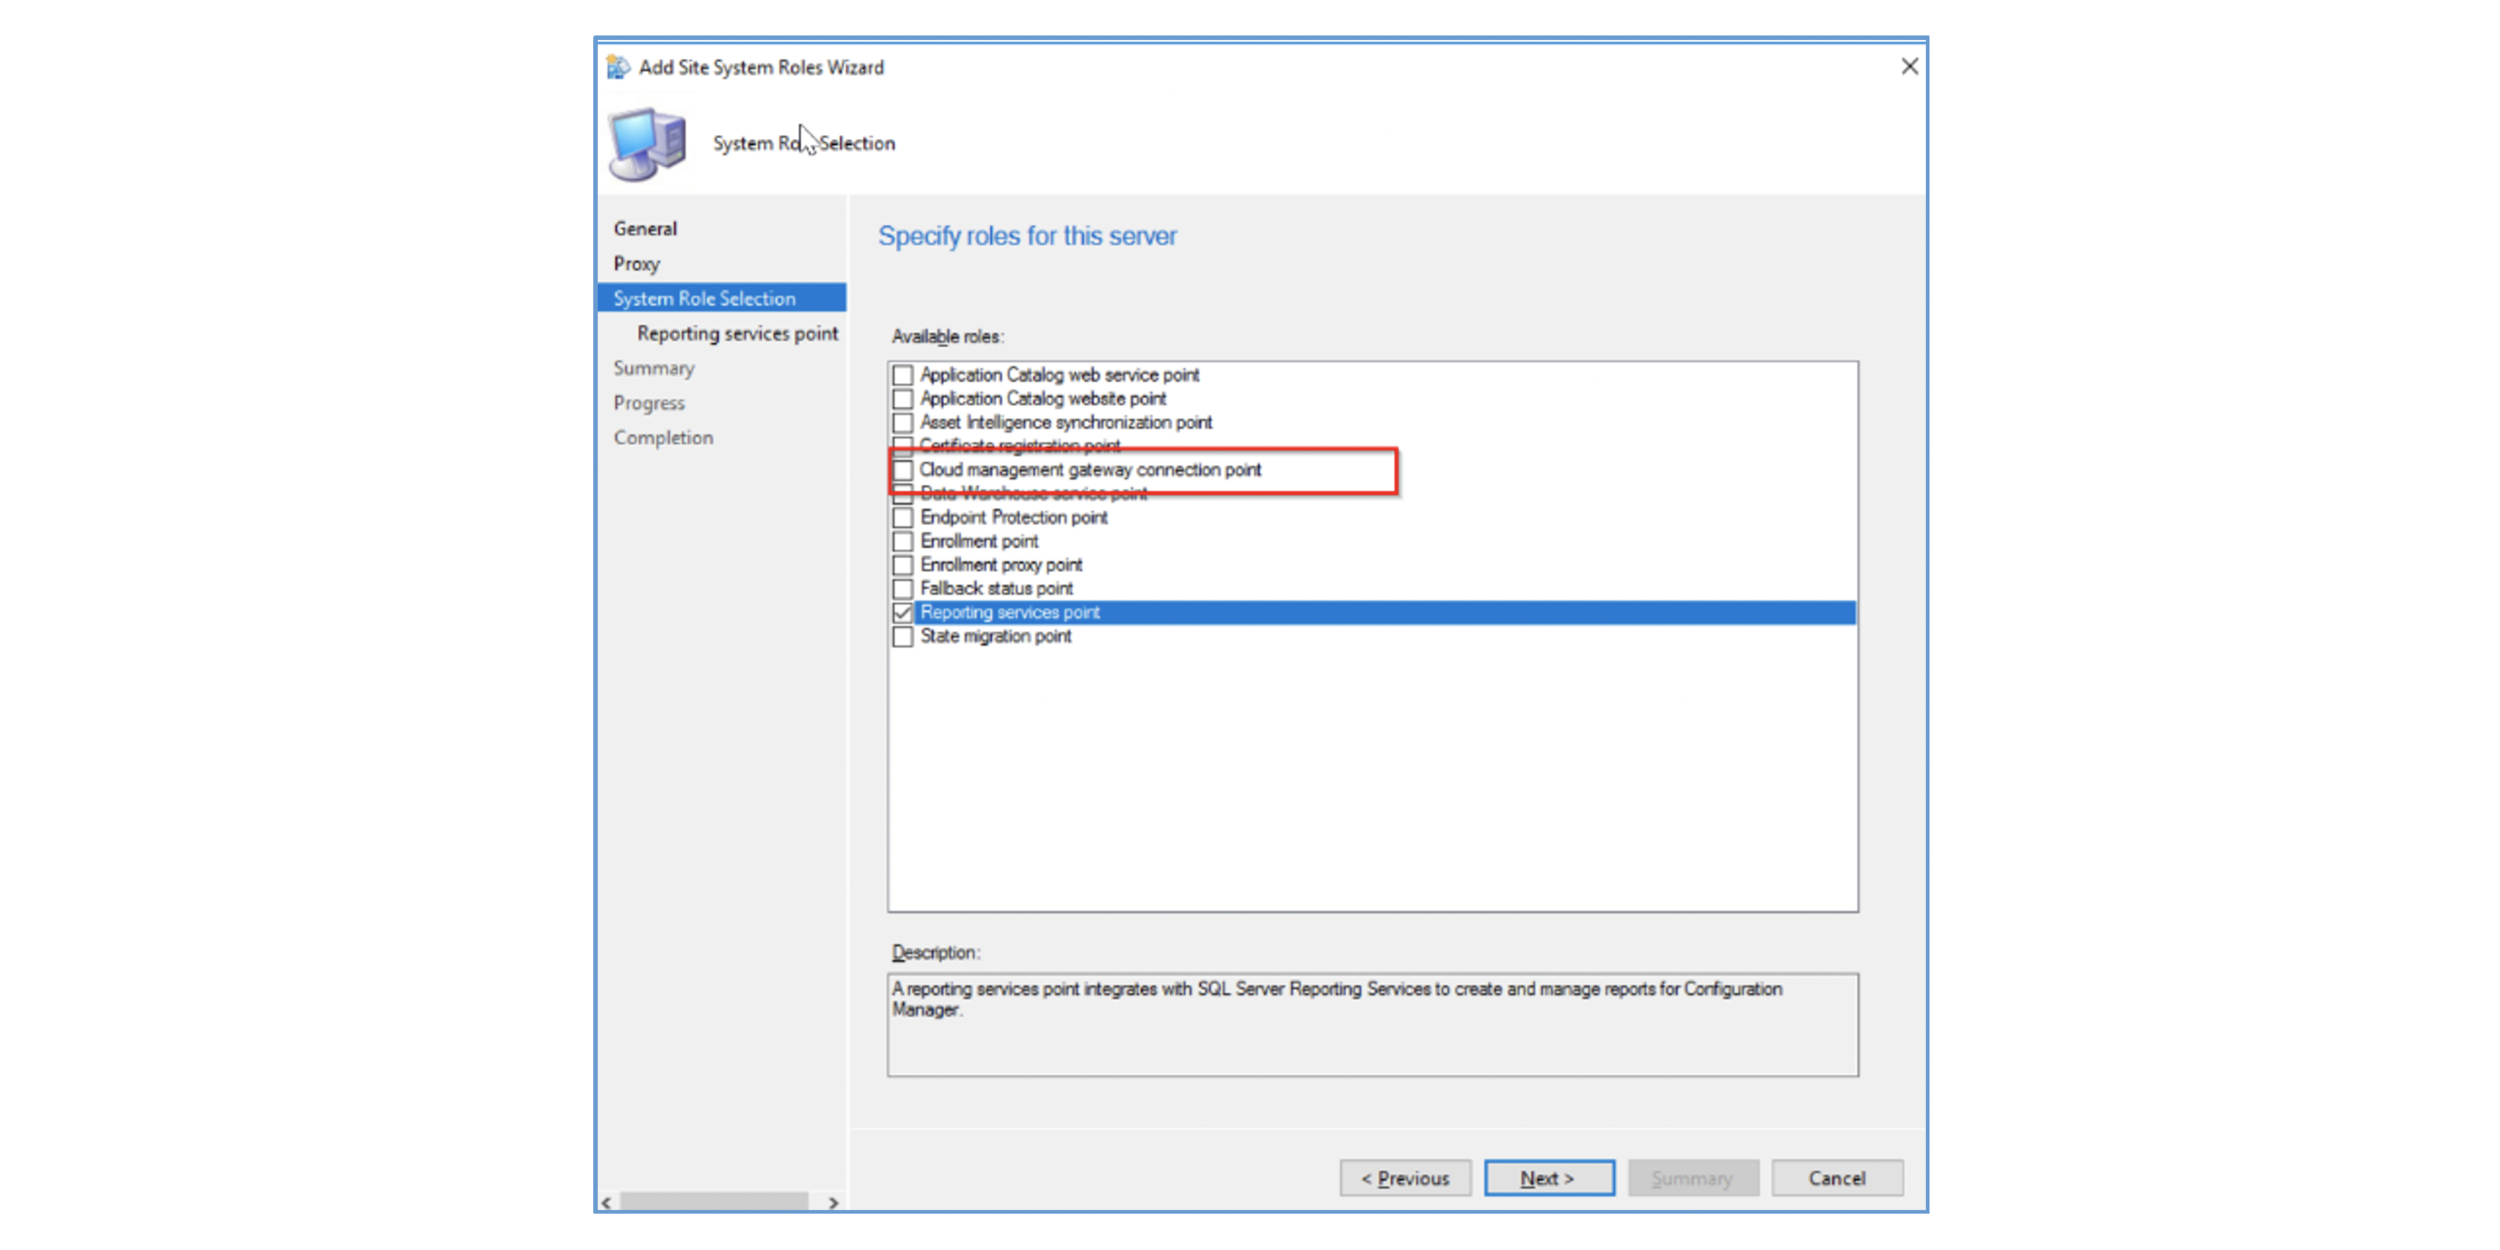 Add Site System Roles Wizard
System Role Selection
General
Proxy
System Role Selection
Reporting services point
Summary
Progress
Completion
Specify roles for this server
Available roles:
Application Catalog web service point
Application Catalog website point
Asset Intelligence synchronization point
Certificate registration point
Cloud management gateway connection point
Data Warehouse service point
Endpoint Protection point
Enrollment point
Enrollment proxy point
Fallback status point
Reporting services point
State migration point
Description:
A reporting services point integrates with SQL Server Reporting Services to create and manage reports for Configuration
Manager.
< Previous
Next >
Summary
Cancel